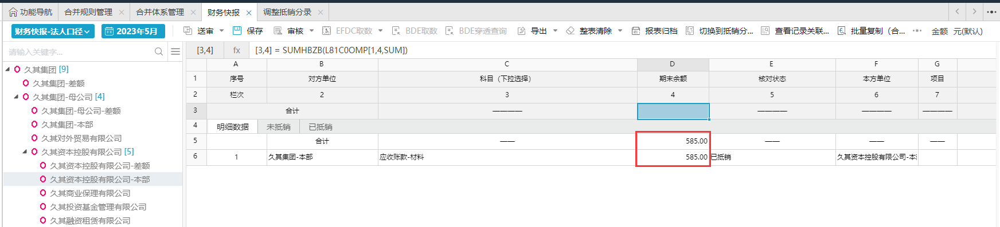 功能导航 合并规则管理 × 合并体系管理 × 财务快报 × 调整抵销分录 ×
财务快报-法人口径 2023年5月 送审 保存 审核 EFDC取数 BDE取数 BDE穿透查询 导出 整表清除 报表归档 切换到抵销分... 查看记录关联... 批量复制（合... 金额 元(默认)
请输入关键字... [3,4] fx [3,4] = SUMHBZB(L81C0OMP[1,4,SUM])
久其集团 [9]
久其集团-差额
久其集团-母公司 [4]
久其集团-母公司-差额
久其集团-本部
久其对外贸易有限公司
久其资本控股有限公司 [5]
久其资本控股有限公司-差额
久其资本控股有限公司-本部
久其商业保理有限公司
久其投资基金管理有限公司
久其融资租赁有限公司
A B C D E F G
1 序号 对方单位 科目（下拉选择） 期末余额 核对状态 本方单位 项目
2 栏次 2 3 4 5 6 7
3 合计 ———— ———— ———— ————
4 明细数据 未抵销 已抵销
5 合计 —— 585.00 —— —— ——
6 1 久其集团-本部 应收账款-材料 585.00 已抵销 久其资本控股有限公司-本